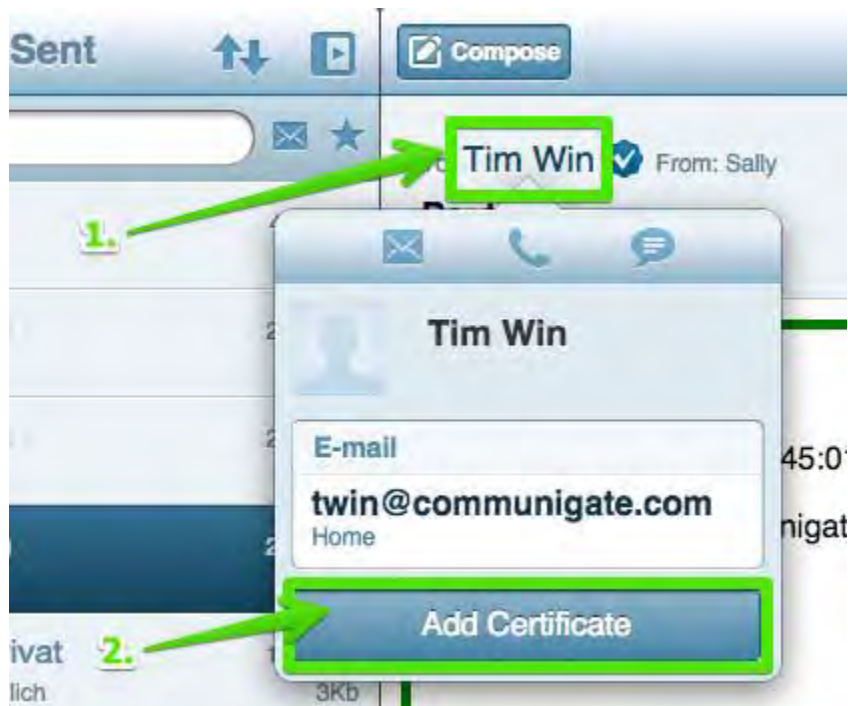 Sent
Compose
1.
Tim Win From: Sally
Tim Win
E-mail
twin@communigate.com
45:01
Home
nigat
Add Certificate
2.
ivat
lich 3Kb